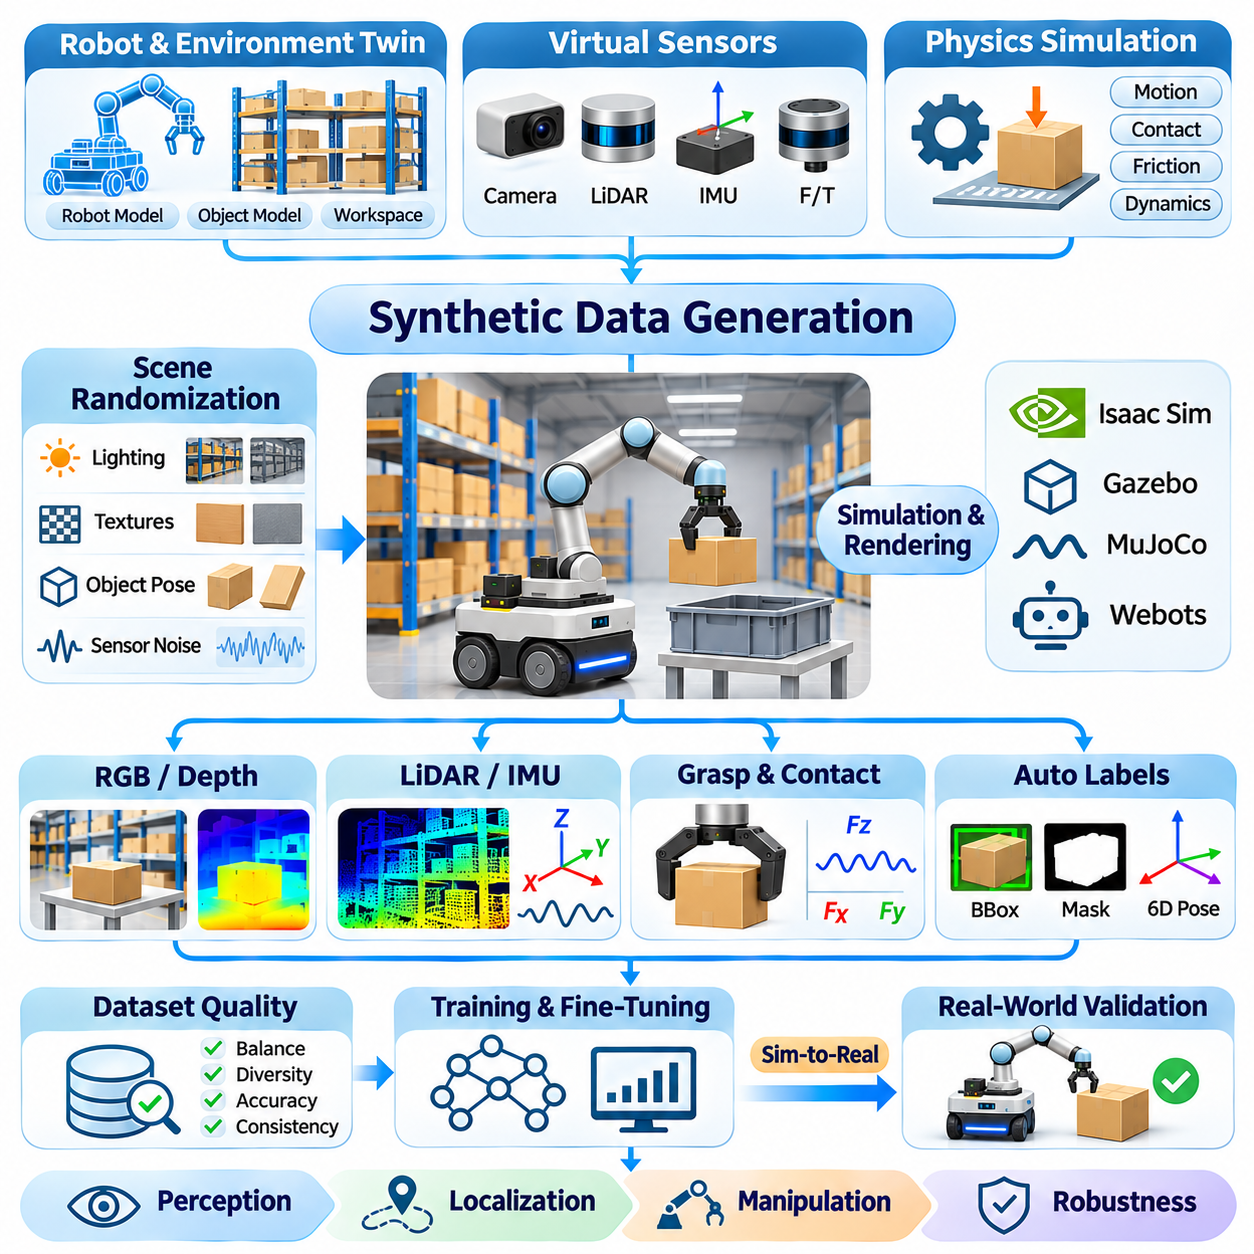 Robot & Environment Twin
Robot Model
Object Model
Workspace
Virtual Sensors
Camera
LiDAR
IMU
F/T
Physics Simulation
Motion
Contact
Friction
Dynamics
Synthetic Data Generation
Scene
Randomization
Lighting
Textures
Object Pose
Sensor Noise
Simulation &
Rendering
Isaac Sim
Gazebo
MuJoCo
Webots
RGB / Depth
LiDAR / IMU
Z
Y
X
Grasp & Contact
Fz
Fx
Fy
Auto Labels
BBox
Mask
6D Pose
Dataset Quality
Balance
Diversity
Accuracy
Consistency
Training & Fine-Tuning
Sim-to-Real
Real-World Validation
Perception
Localization
Manipulation
Robustness